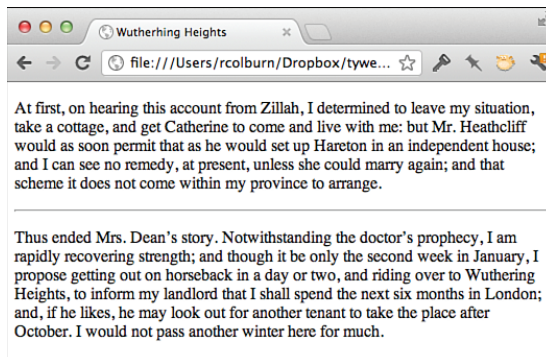 Wutherhing Heights
file:///Users/rcolburn/Dropbox/tywe...
At first, on hearing this account from Zillah, I determined to leave my situation,
take a cottage, and get Catherine to come and live with me: but Mr. Heathcliff
would as soon permit that as he would set up Hareton in an independent house;
and I can see no remedy, at present, unless she could marry again; and that
scheme it does not come within my province to arrange.
Thus ended Mrs. Dean’s story. Notwithstanding the doctor’s prophecy, I am
rapidly recovering strength; and though it be only the second week in January, I
propose getting out on horseback in a day or two, and riding over to Wuthering
Heights, to inform my landlord that I shall spend the next six months in London;
and, if he likes, he may look out for another tenant to take the place after
October. I would not pass another winter here for much.